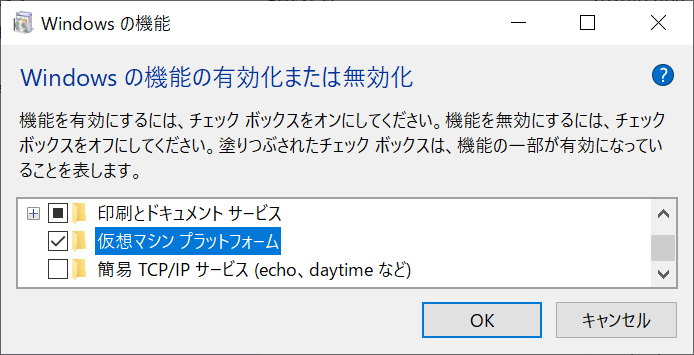 Windows の機能
Windows の機能の有効化または無効化
機能を有効にするには、チェック ボックスをオンにしてください。機能を無効にするには、チェック
ボックスをオフにしてください。塗りつぶされたチェック ボックスは、機能の一部が有効になってい
ることを表します。
印刷とドキュメント サービス
仮想マシン プラットフォーム
簡易 TCP/IP サービス (echo、daytime など)
OK キャンセル